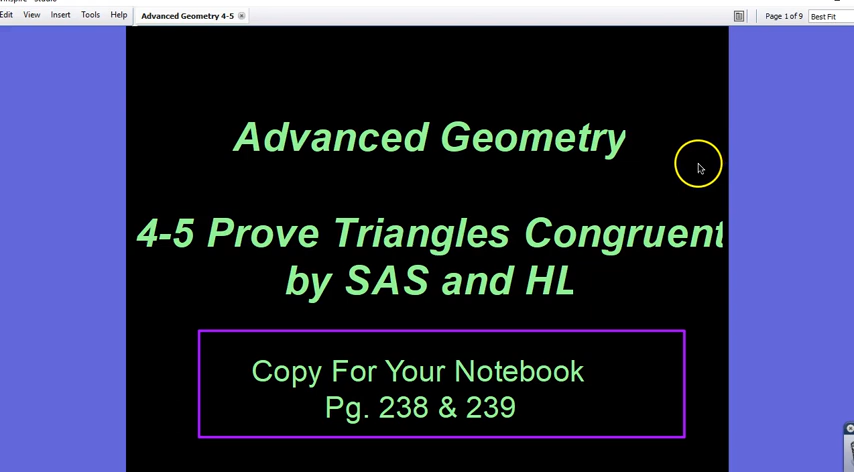 Edit View Insert Tools Help Advanced Geometry 4-5 Page 1 of 9 Best Fit
Advanced Geometry
4-5 Prove Triangles Congruent
by SAS and HL
Copy For Your Notebook
Pg. 238 & 239